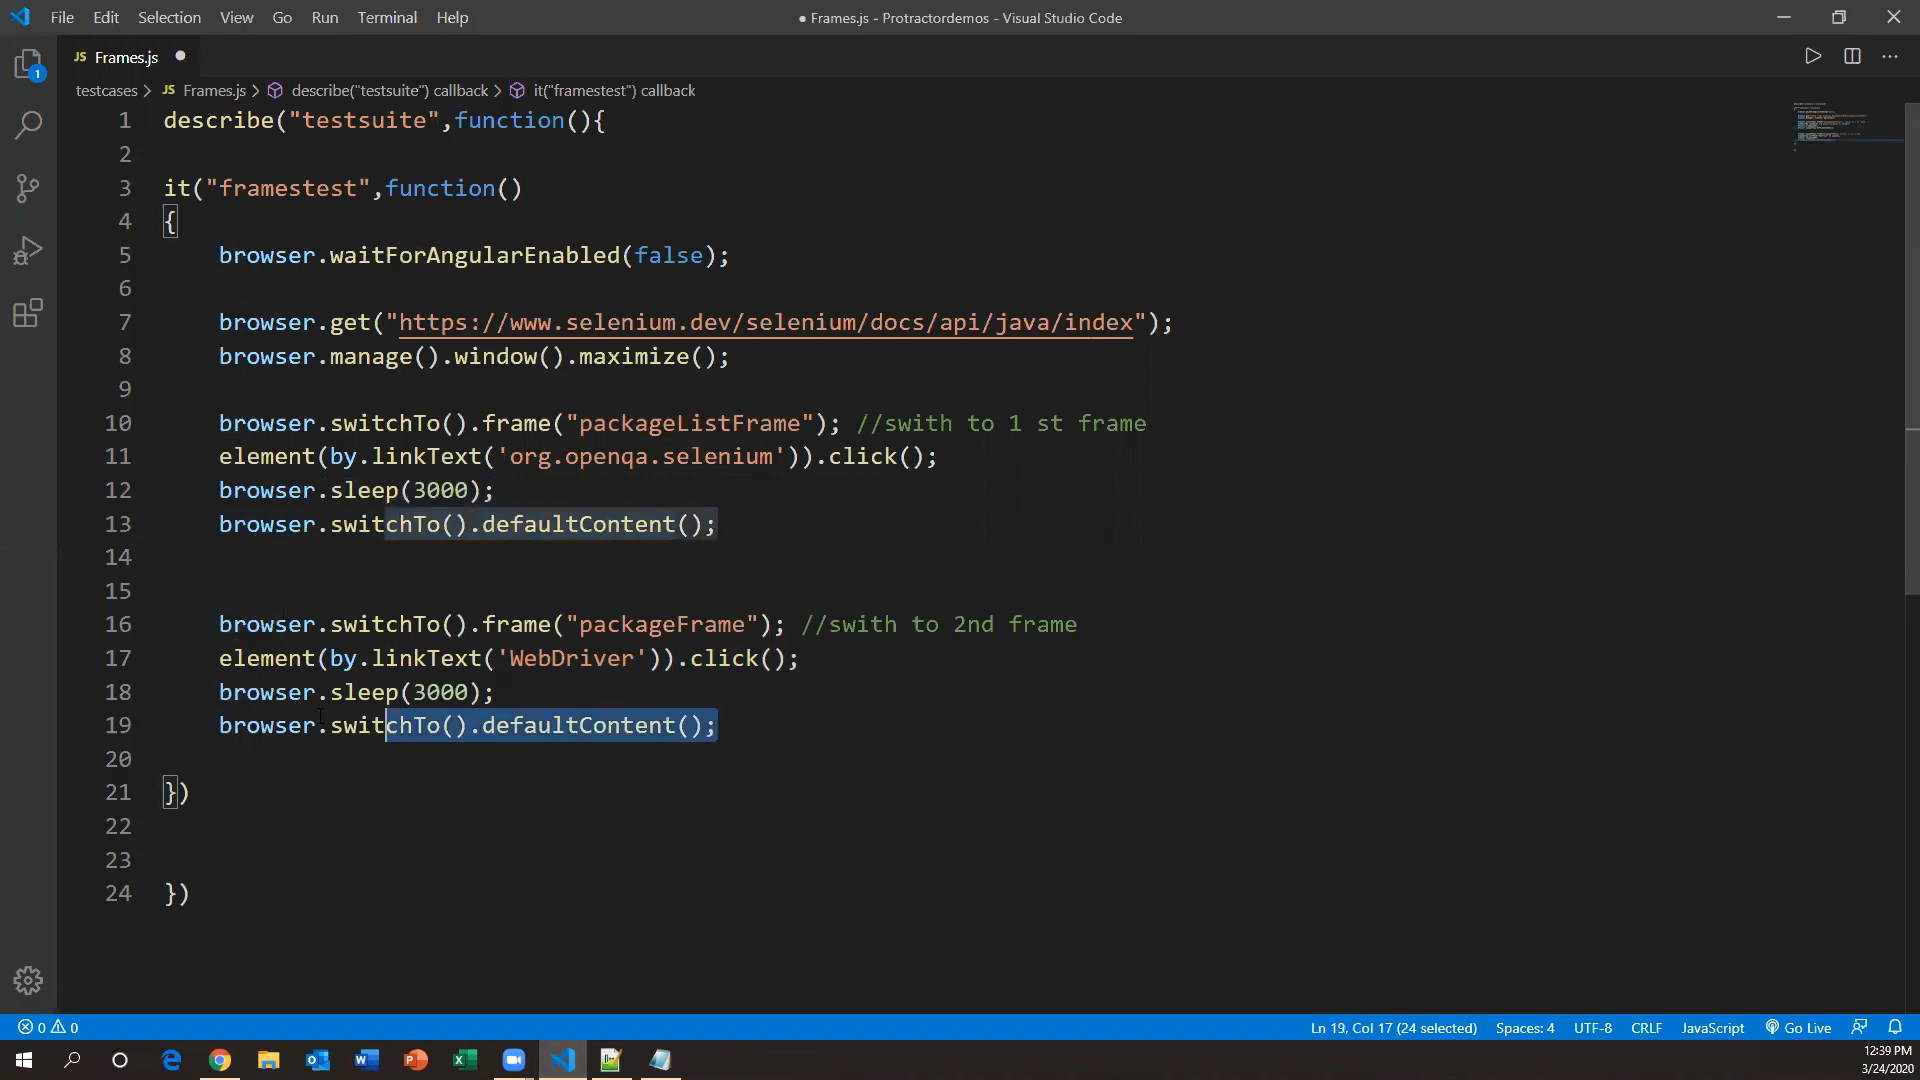 File Edit Selection View Go Run Terminal Help
● Frames.js - Protractordemos - Visual Studio Code
JS Frames.js ●
1
testcases > JS Frames.js > describe("testsuite") callback > it("framestest") callback
1 describe("testsuite",function(){
2
3 it("framestest",function()
4 {
5 browser.waitForAngularEnabled(false);
6
7 browser.get("https://www.selenium.dev/selenium/docs/api/java/index");
8 browser.manage().window().maximize();
9
10 browser.switchTo().frame("packageListFrame"); //swith to 1 st frame
11 element(by.linkText('org.openqa.selenium')).click();
12 browser.sleep(3000);
13 browser.switchTo().defaultContent();
14
15
16 browser.switchTo().frame("packageFrame"); //swith to 2nd frame
17 element(by.linkText('WebDriver')).click();
18 browser.sleep(3000);
19 browser.switchTo().defaultContent();
20
21 })
22
23
24 })
0 0 Ln 19, Col 17 (24 selected) Spaces: 4 UTF-8 CRLF JavaScript Go Live
12:39 PM
3/24/2020